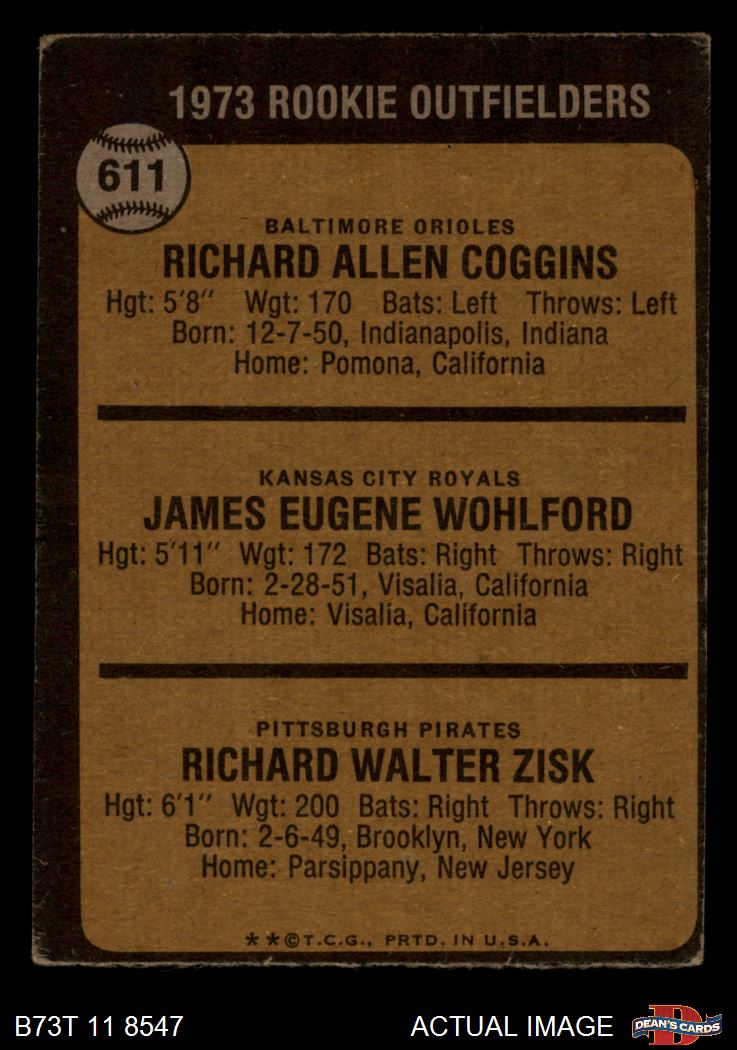 1973 ROOKIE OUTFIELDERS
611
BALTIMORE ORIOLES
RICHARD ALLEN COGGINS
Hgt: 5'8" Wgt: 170 Bats: Left Throws: Left
Born: 12-7-50, Indianapolis, Indiana
Home: Pomona, California
KANSAS CITY ROYALS
JAMES EUGENE WOHLFORD
Hgt: 5'11" Wgt: 172 Bats: Right Throws: Right
Born: 2-28-51, Visalia, California
Home: Visalia, California
PITTSBURGH PIRATES
RICHARD WALTER ZISK
Hgt: 6'1" Wgt: 200 Bats: Right Throws: Right
Born: 2-6-49, Brooklyn, New York
Home: Parsippany, New Jersey
**©T.C.G., PRTD. IN U.S.A.
B73T 11 8547 ACTUAL IMAGE
DEAN'S CARDS